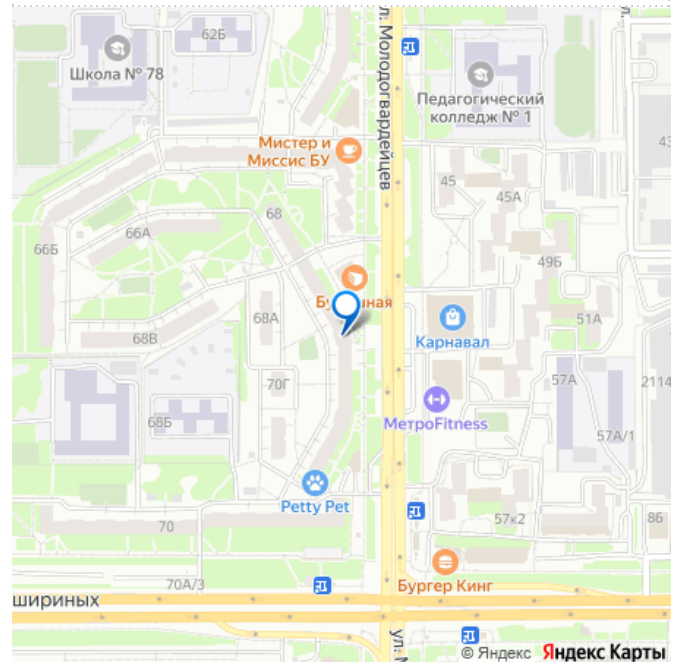 62Б
Школа № 78
ул. Молодогвардейцев
Педагогический
колледж № 1
Мистер и
Миссис БУ
45
45А
43
68
66А
66Б
49Б
68А
Карнавал
51А
68В
70Г
57А
2114
МетроFitness
68Б
57А/1
Petty Pet
70
57к2
86
70А/3
Бургер Кинг
шириных
ул. М
© Яндекс Яндекс Карты